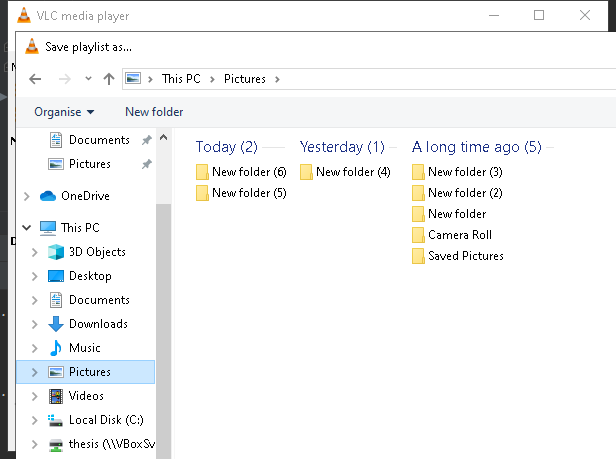 VLC media player
Save playlist as...
This PC
Pictures
Organise
New folder
Documents
Pictures
OneDrive
This PC
3D Objects
Desktop
Documents
Downloads
Music
Pictures
Videos
Local Disk (C:)
thesis (\\VBoxSv
Today (2)
New folder (6)
New folder (5)
Yesterday (1)
New folder (4)
A long time ago (5)
New folder (3)
New folder (2)
New folder
Camera Roll
Saved Pictures